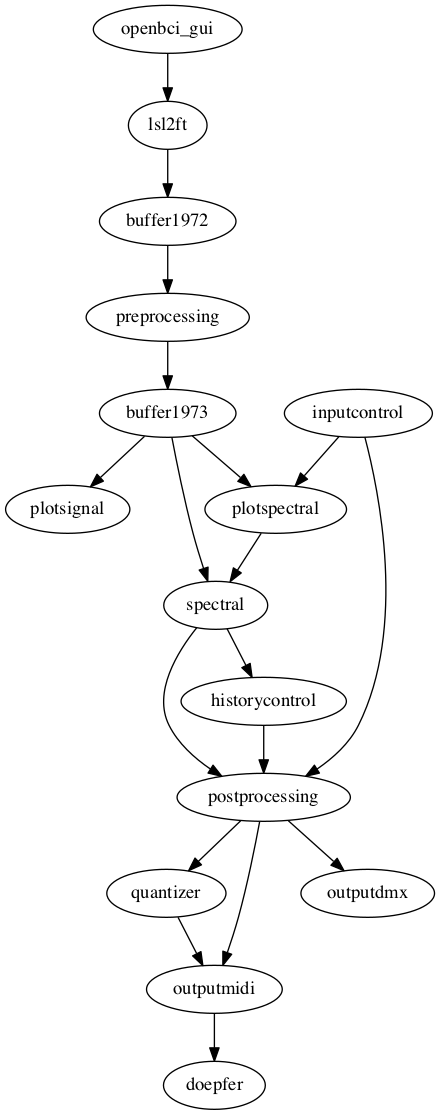 openbci_gui
lsl2ft
buffer1972
preprocessing
buffer1973
inputcontrol
plotsignal
plotspectral
spectral
historycontrol
postprocessing
quantizer
outputdmx
outputmidi
doepfer